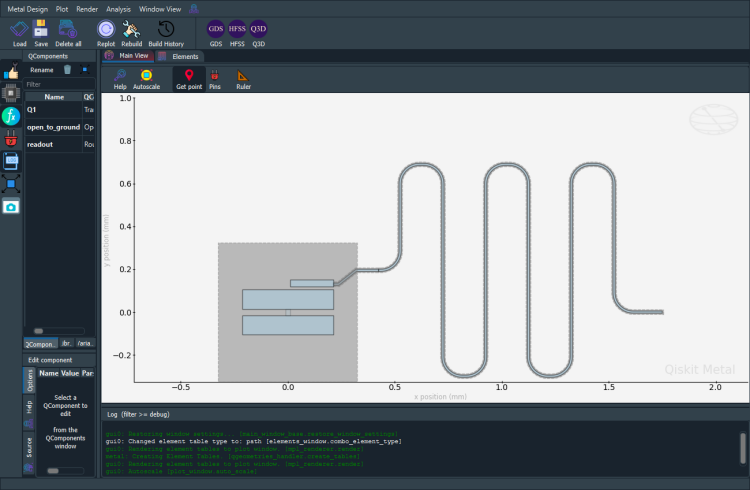 Metal Design Plot Render Analysis Window View
GDS HFSS Q3D
Load Save Delete all Replot Rebuild Build History GDS HFSS Q3D
QComponents
Main View Elements
Rename
Help Autoscale Get point Pins Ruler
Filter
Name QC
Q1 Tra
open_to_ground Op
readout Rou
1.0
0.8
0.6
0.4
0.2
0.0
−0.2
y position (mm)
−0.5 0.0 0.5 1.0 1.5 2.0
x position (mm)
Qiskit Metal
QCompon.
Edit component
Options
Help
Source
Name Value Par
Select a
QComponent to
edit
from the
QComponents
window
Log (filter >= debug)
gui0: Restoring window settings [main_window_base.restore_window_settings]
gui0: Changed element table type to: path [elements_window.combo_element_type]
gui0: Rendering element tables to plot window. [mpl_renderer.render]
metal: Creating Element Tables: [qgeometries_handler create_tables]
gui0: Rendering element tables to plot window. [mpl_renderer.render]
gui0: Autoscale [plot_window.auto_scale]